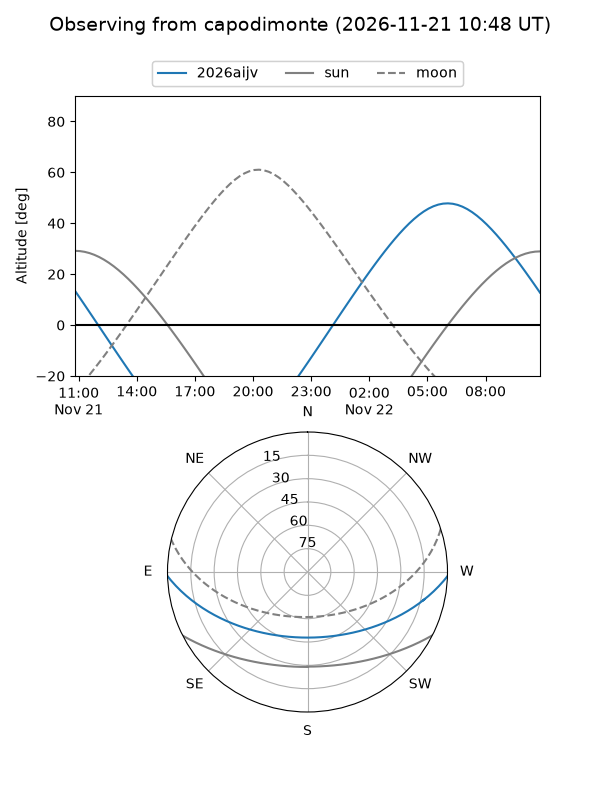 Observing from capodimonte (2026-11-21 10:48 UT)
2026aijv sun moon
Altitude [deg]
80
60
40
20
0
−20
11:00 14:00 17:00 20:00 23:00 02:00 05:00 08:00
Nov 21 Nov 22
N
NE NW
15
30
45
60
75
E W
SE SW
S